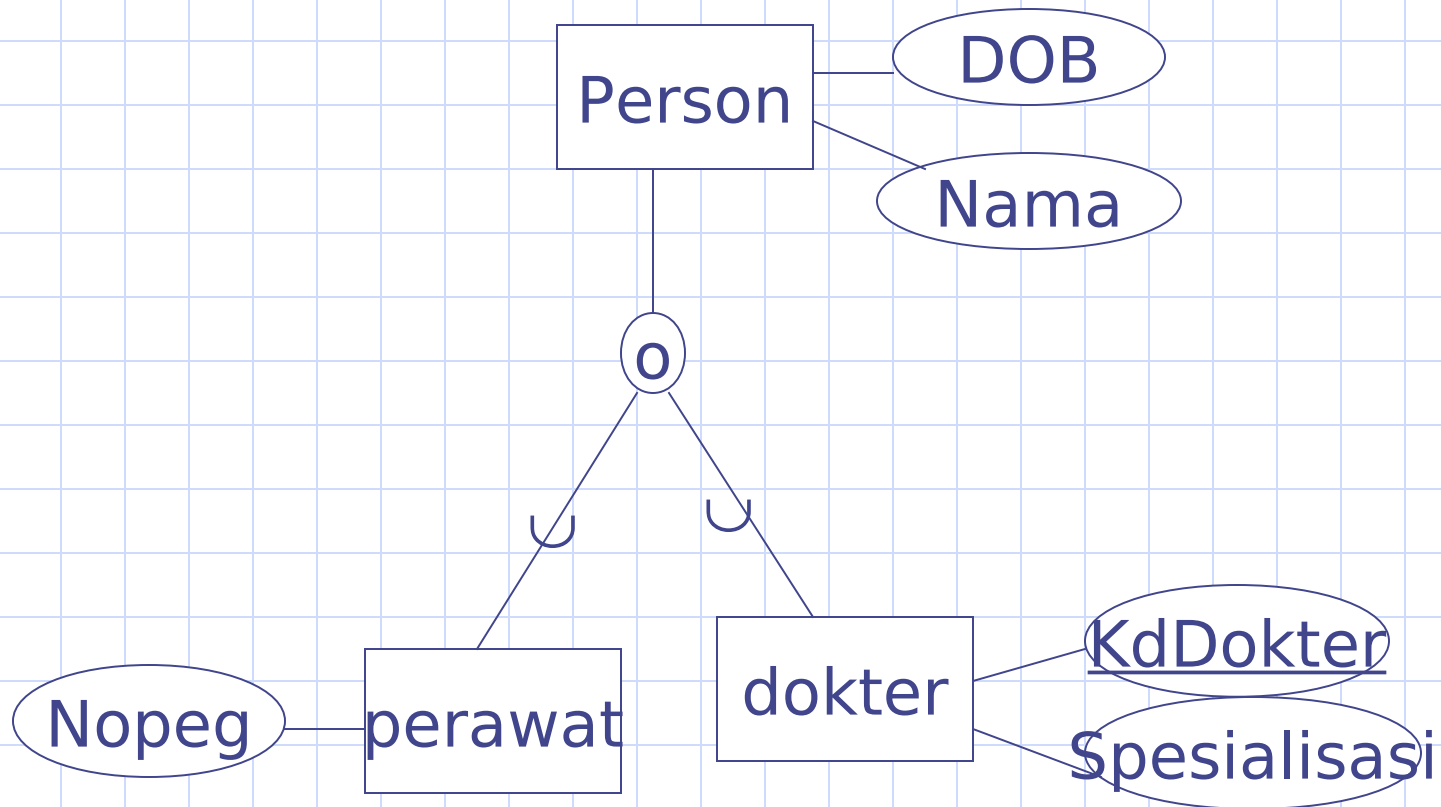 DOB
Person
Nama
o
∪
∪
KdDokter
dokter
Nopeg
perawat
Spesialisasi